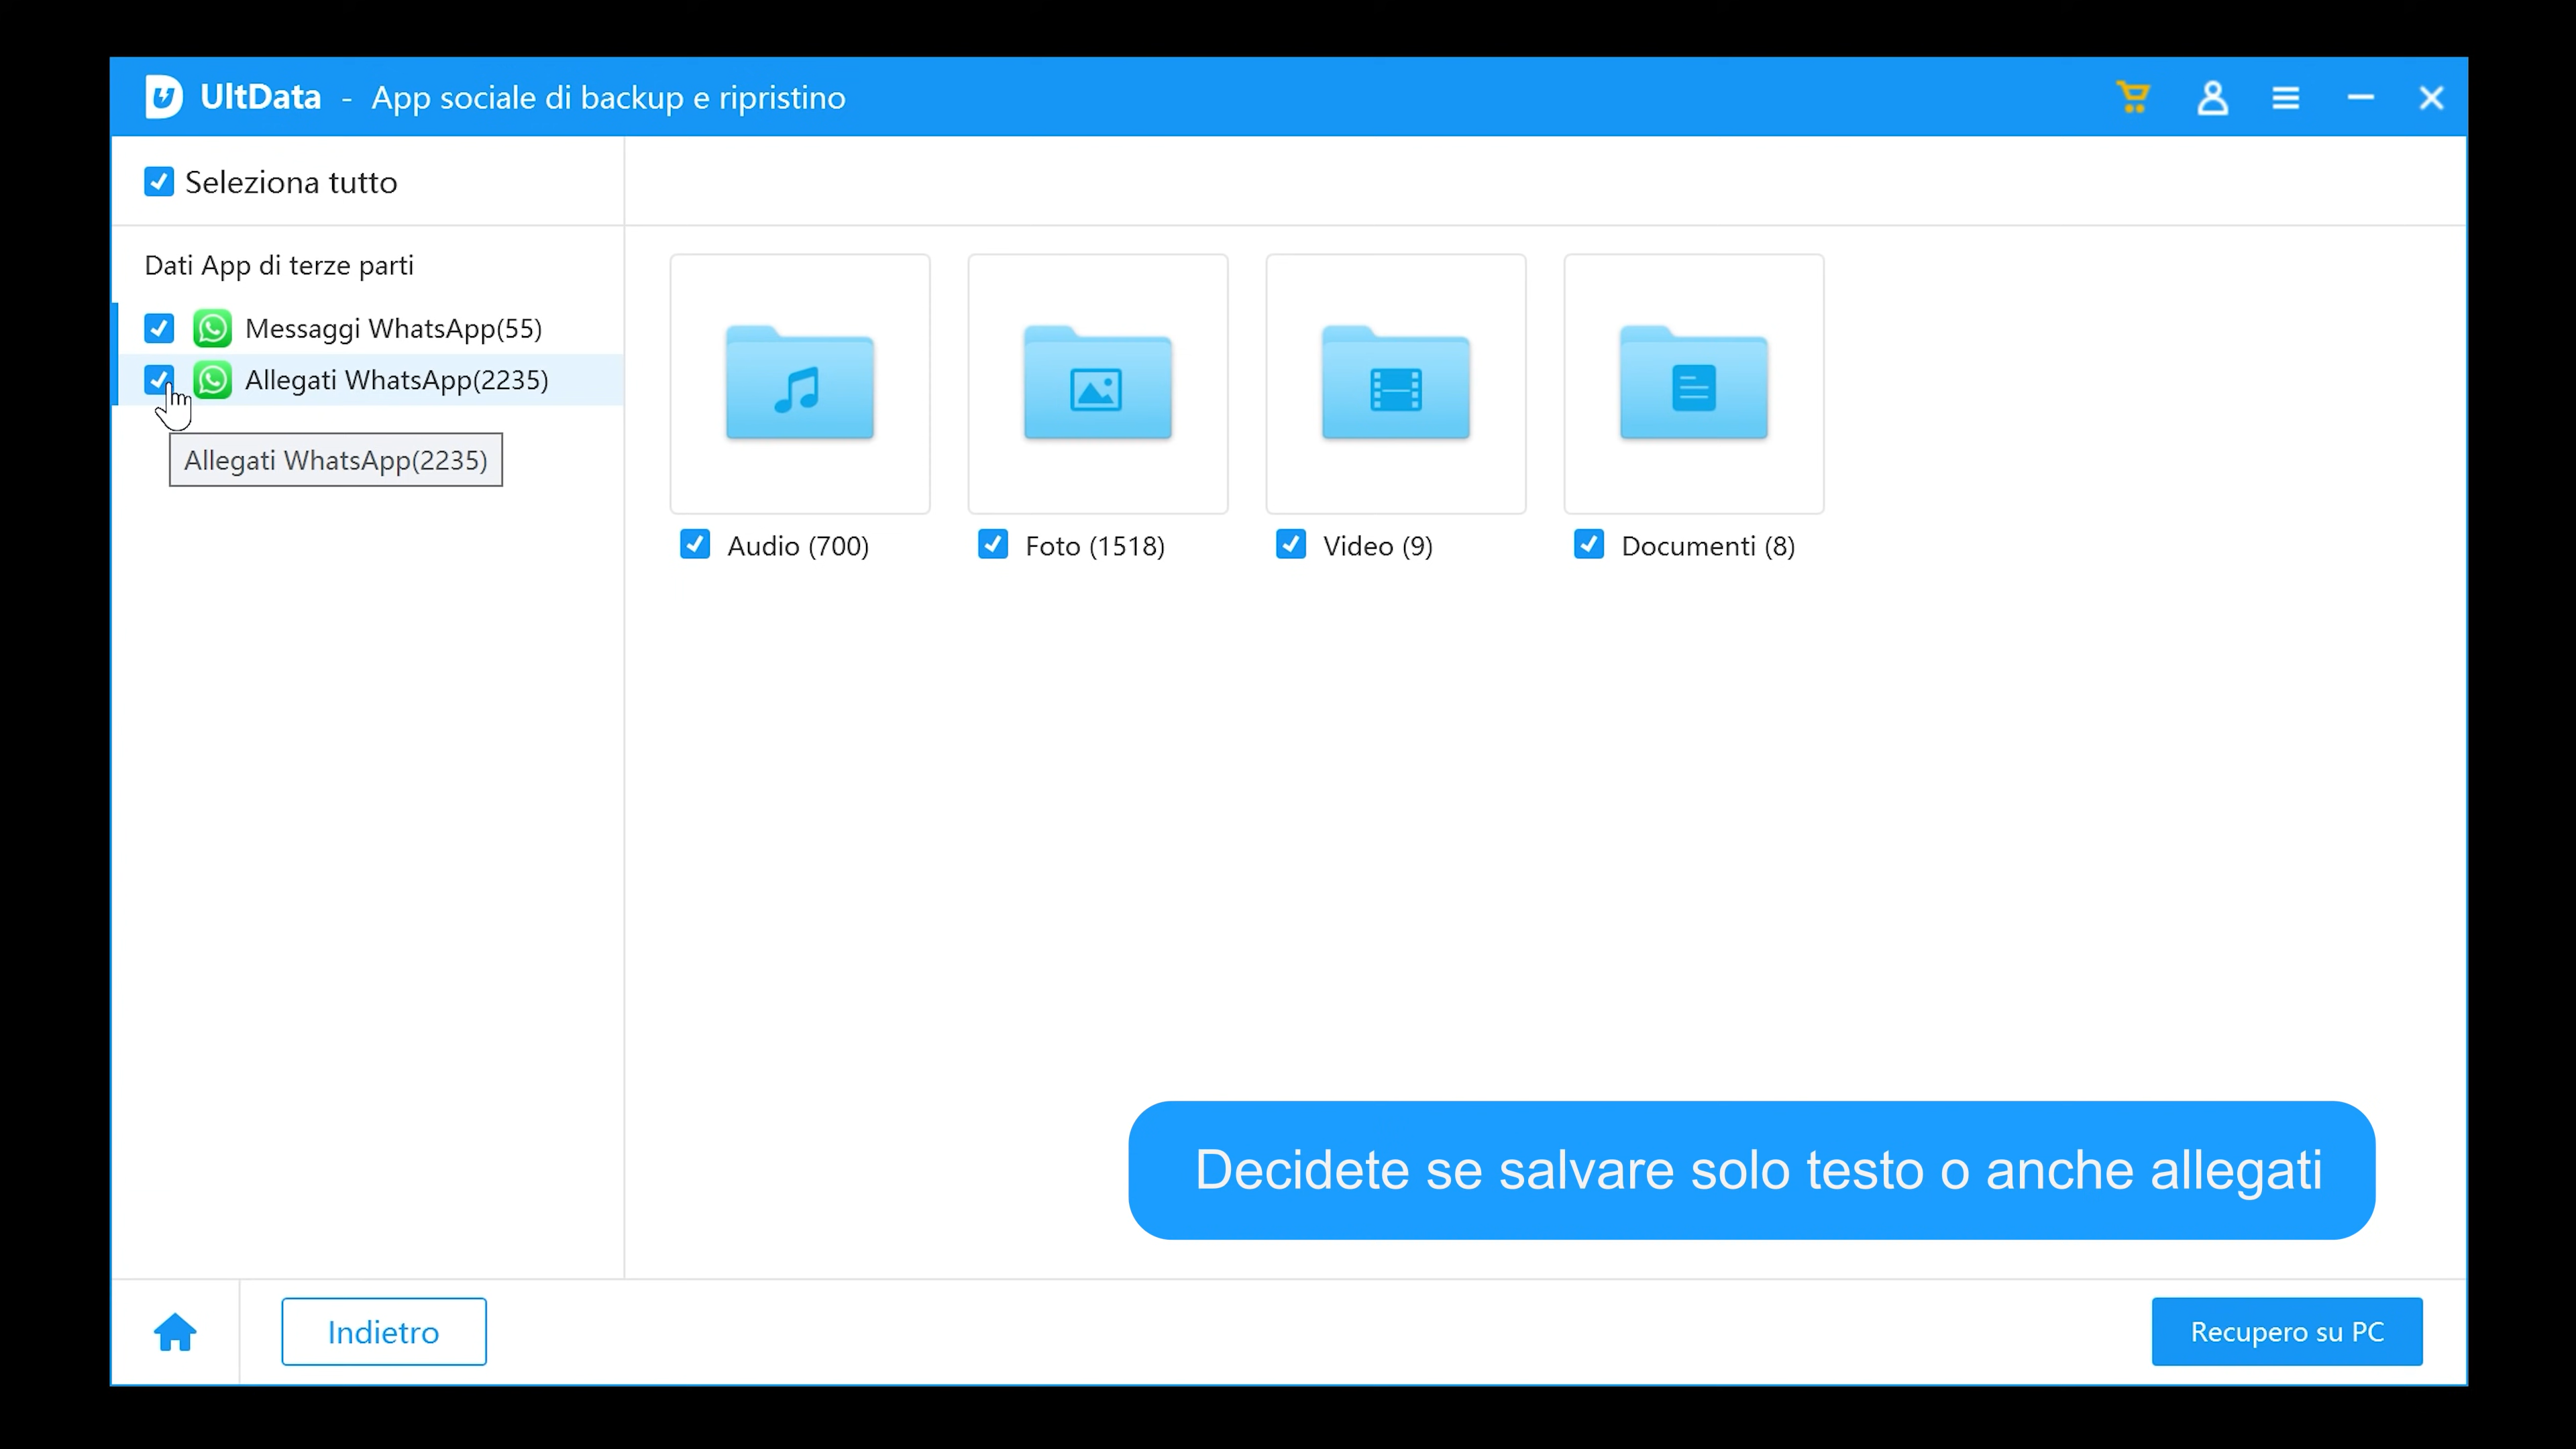 UltData - App sociale di backup e ripristino
Seleziona tutto
Dati App di terze parti
Messaggi WhatsApp(55)
Allegati WhatsApp(2235)
Allegati WhatsApp(2235)
Audio (700)
Foto (1518)
Video (9)
Documenti (8)
Decidete se salvare solo testo o anche allegati
Indietro
Recupero su PC